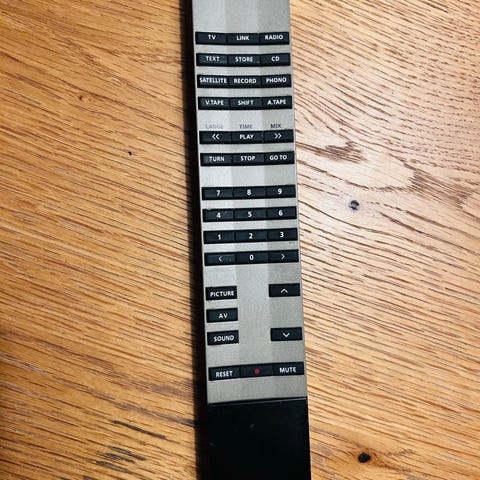 TV LINK RADIO
TEXT STORE CD
SATELLITE RECORD PHONO
V.TAPE SHIFT A.TAPE
LARGE TIME MIX
<< PLAY >>
TURN STOP GO TO
7 8 9
4 5 6
1 2 3
< 0 >
PICTURE
AV
SOUND
RESET MUTE